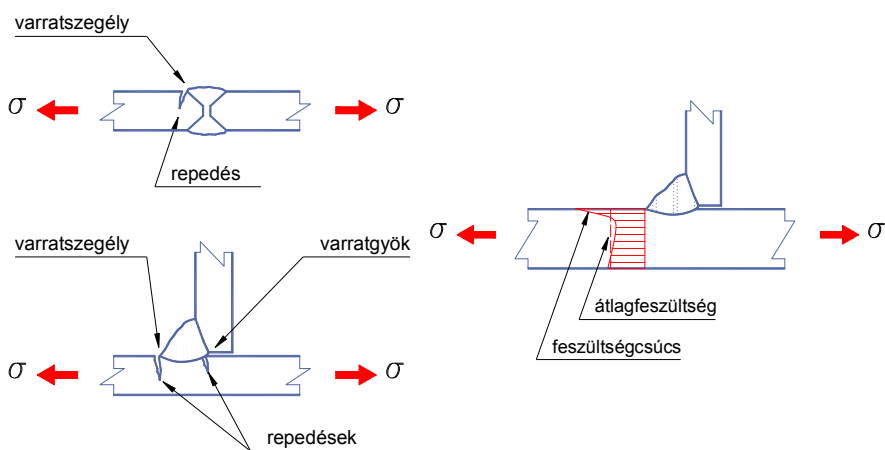 varratszegély
σ
σ
repedés
varratszegély
varratgyök
σ
σ
repedések
σ
σ
átlagfeszültség
feszültségcsúcs